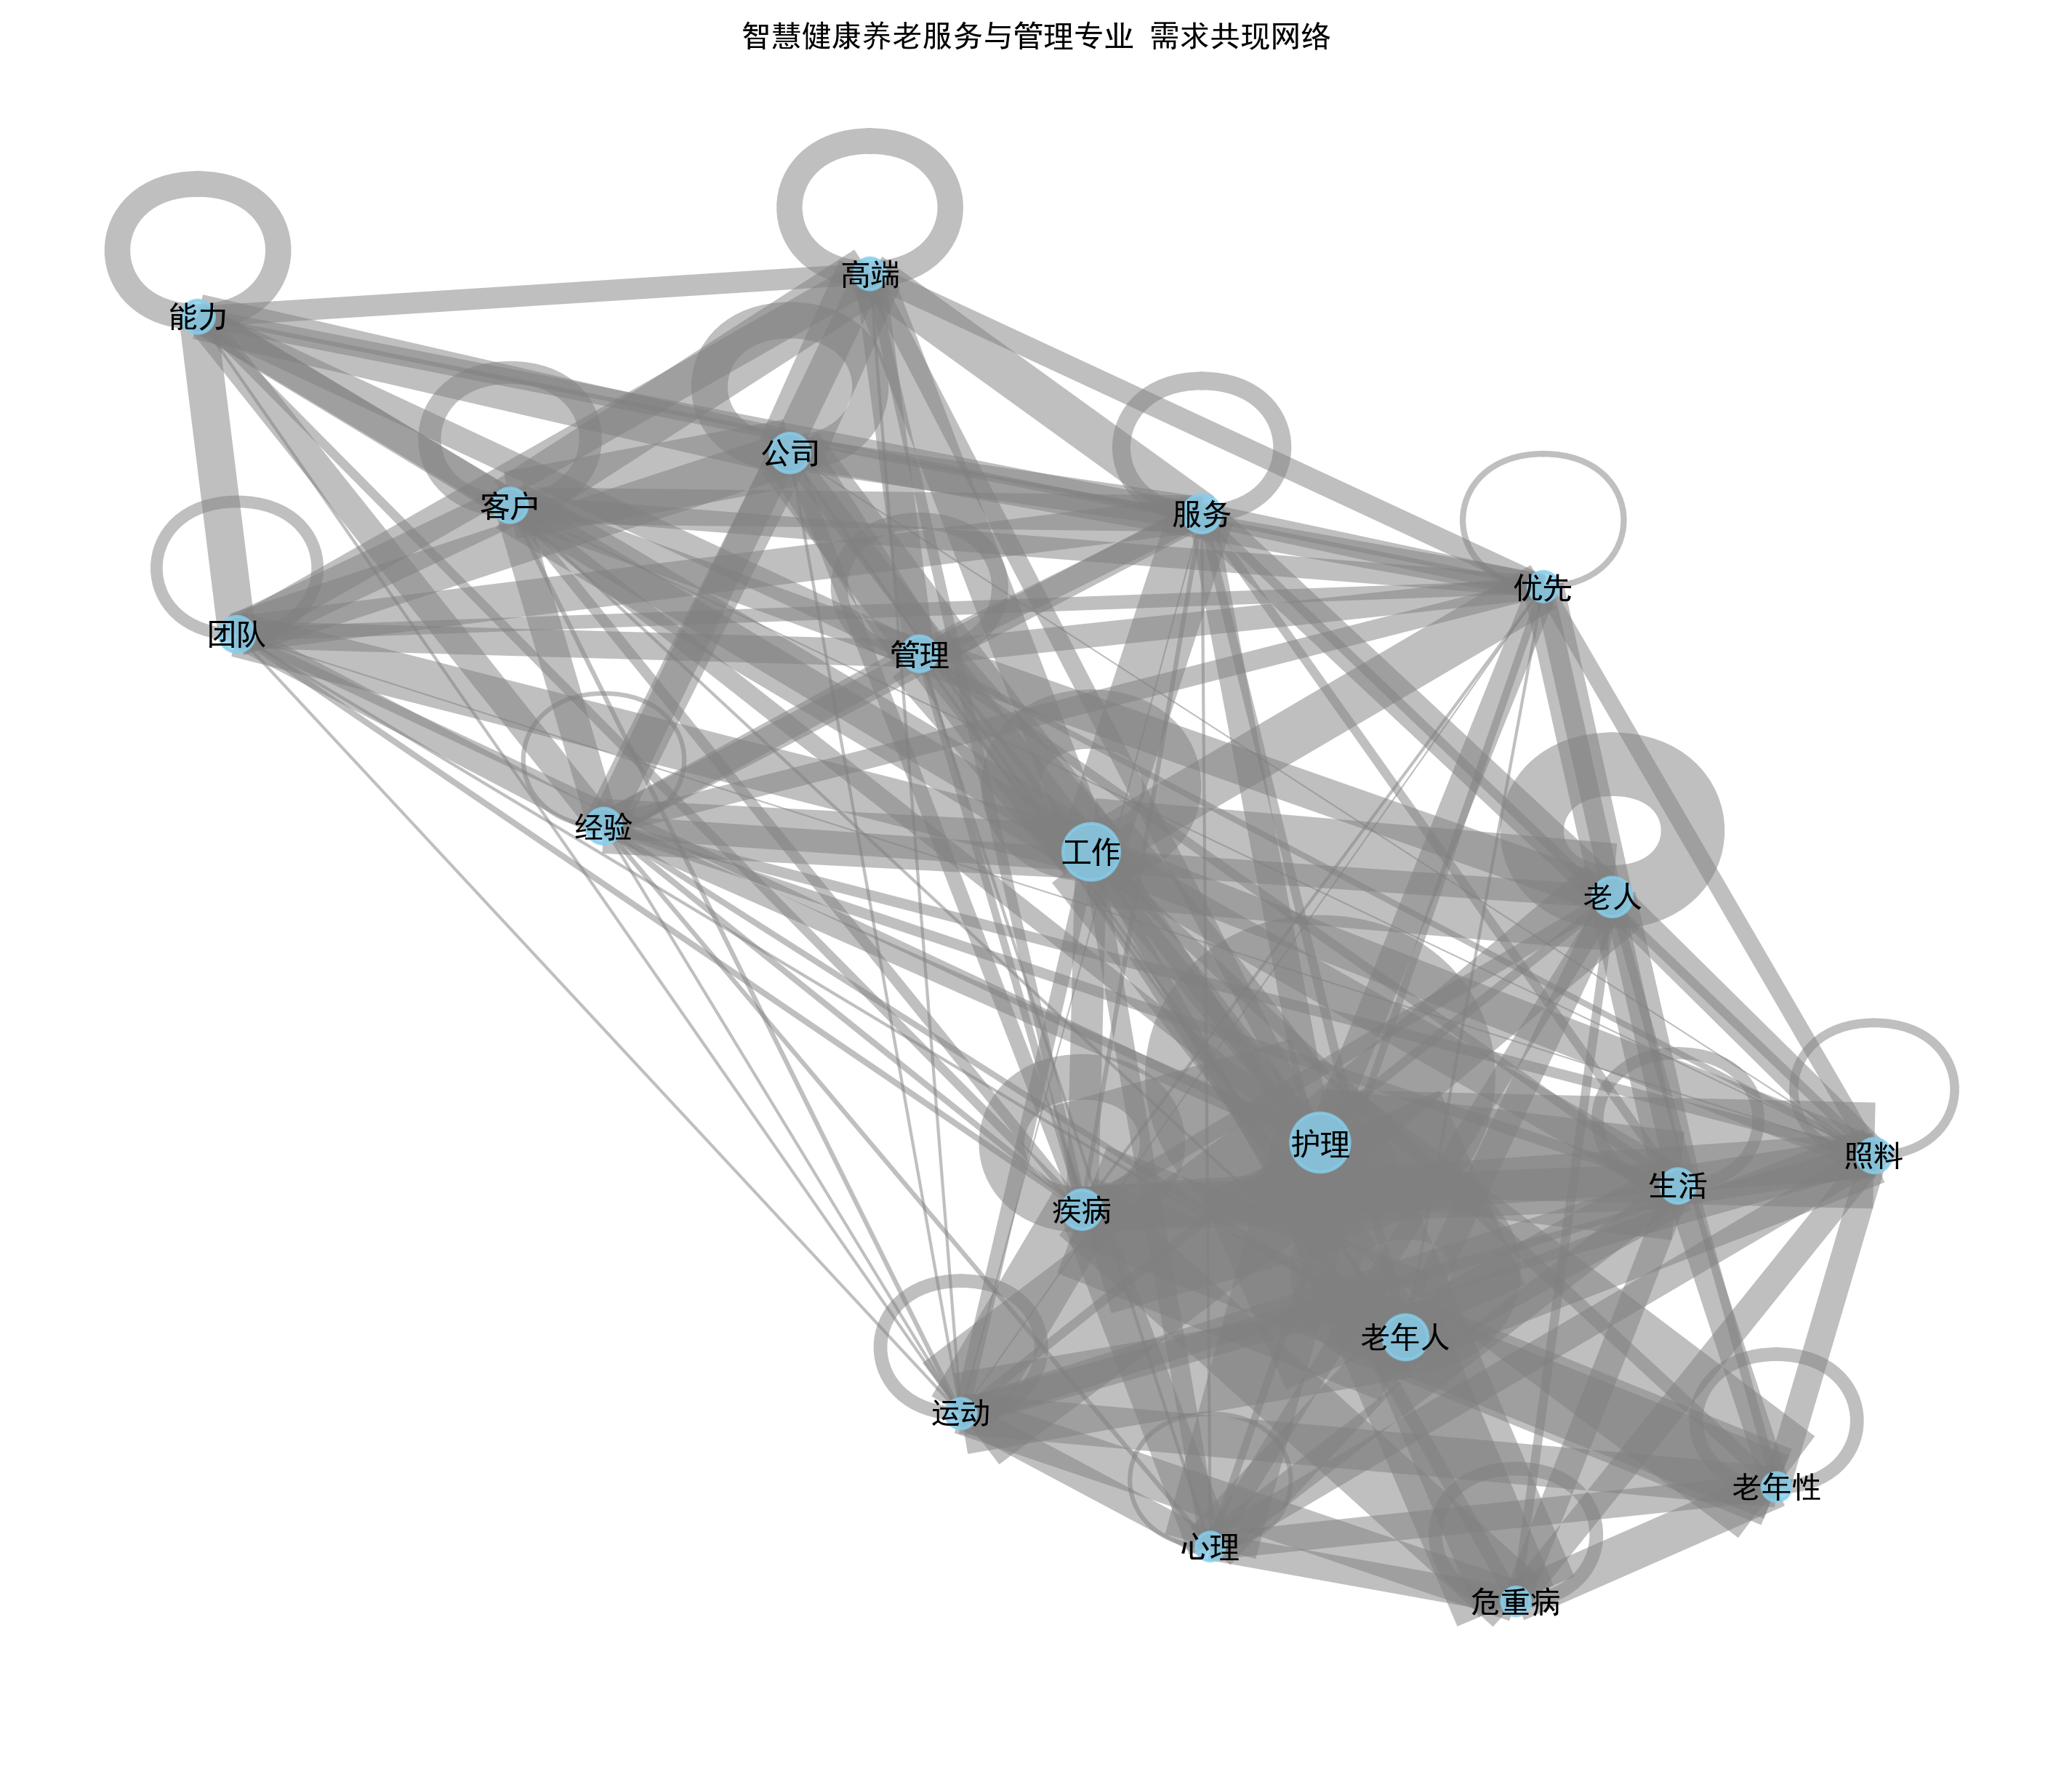 智慧健康养老服务与管理专业 需求共现网络
高端
能力
公司
客户
服务
优先
团队
管理
经验
工作
老人
护理
照料
生活
疾病
老年人
运动
老年性
心理
危重病